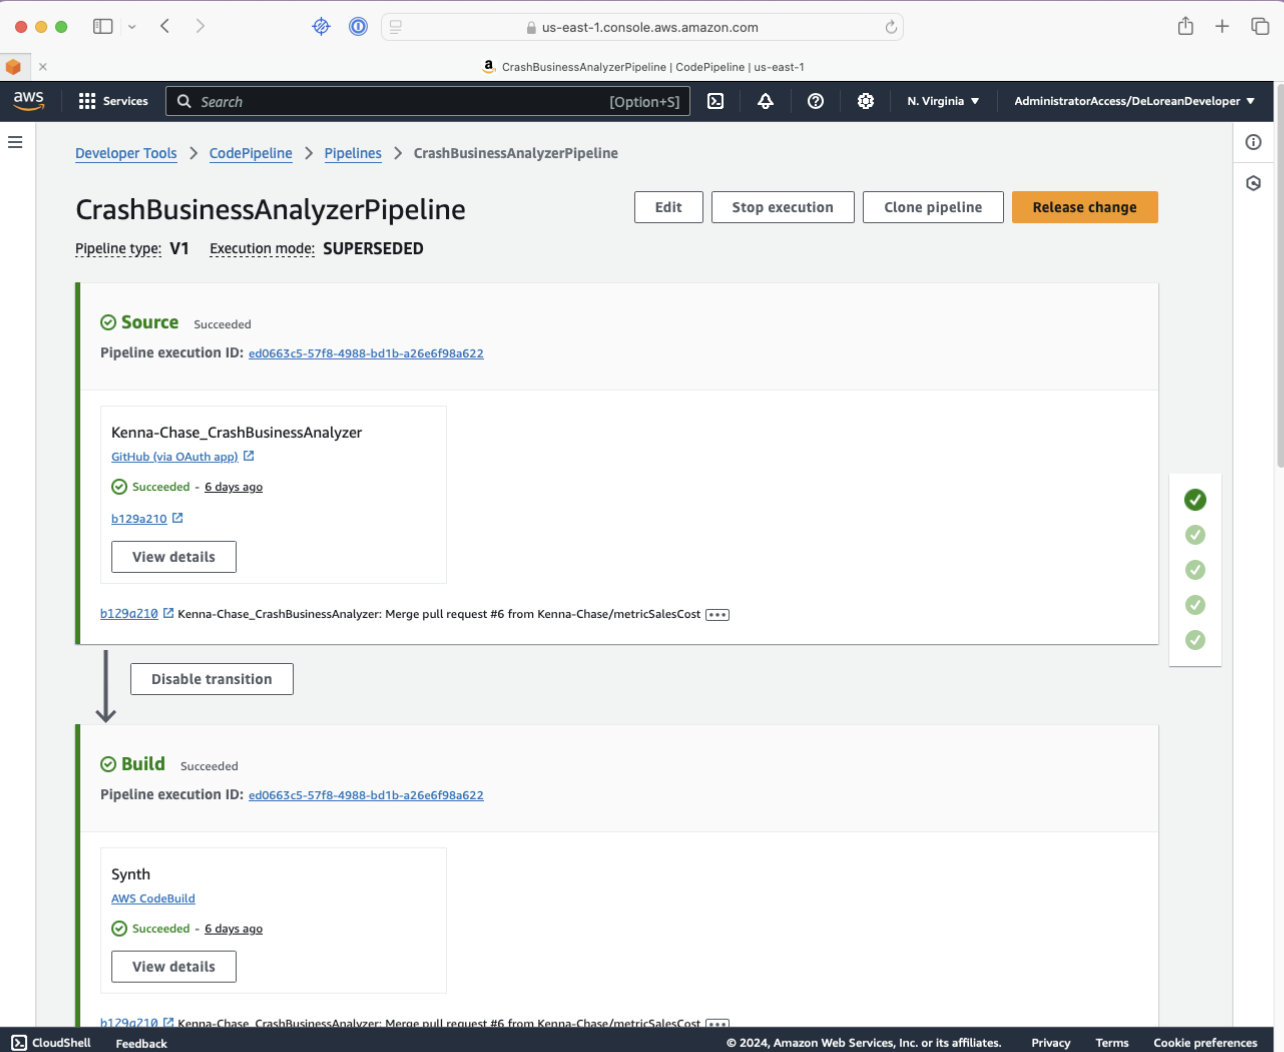 us-east-1.console.aws.amazon.com
CrashBusinessAnalyzerPipeline | CodePipeline | us-east-1
aws
Services
Search
[Option+S]
N. Virginia
AdministratorAccess/DeLoreanDeveloper
Developer Tools
CodePipeline
Pipelines
CrashBusinessAnalyzerPipeline
CrashBusinessAnalyzerPipeline
Edit
Stop execution
Clone pipeline
Release change
Pipeline type: V1 Execution mode: SUPERSEDED
Source Succeeded
Pipeline execution ID: ed0663c5-57f8-4988-bd1b-a26e6f98a622
Kenna-Chase_CrashBusinessAnalyzer
GitHub (via OAuth app)
Succeeded - 6 days ago
b129a210
View details
b129a210 Kenna-Chase_CrashBusinessAnalyzer: Merge pull request #6 from Kenna-Chase/metricSalesCost
Disable transition
Build Succeeded
Pipeline execution ID: ed0663c5-57f8-4988-bd1b-a26e6f98a622
Synth
AWS CodeBuild
Succeeded - 6 days ago
View details
b129a210 Kenna-Chase_CrashBusinessAnalyzer: Merge pull request #6 from Kenna-Chase/metricSalesCost
CloudShell
Feedback
© 2024, Amazon Web Services, Inc. or its affiliates.
Privacy
Terms
Cookie preferences